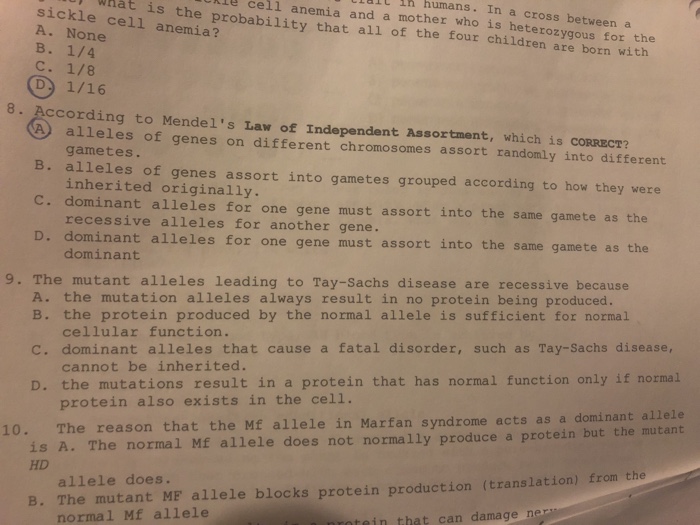 cell anemia and a mother who is heterozygous for the
in humans. In a cross between a
what is the probability that all of the four children are born with
sickle cell anemia?
A. None
B. 1/4
C. 1/8
D. 1/16
8. According to Mendel's Law of Independent Assortment, which is CORRECT?
A alleles of genes on different chromosomes assort randomly into different
gametes.
B. alleles of genes assort into gametes grouped according to how they were
inherited originally.
C. dominant alleles for one gene must assort into the same gamete as the
recessive alleles for another gene.
D. dominant alleles for one gene must assort into the same gamete as the
dominant
9. The mutant alleles leading to Tay-Sachs disease are recessive because
A. the mutation alleles always result in no protein being produced.
B. the protein produced by the normal allele is sufficient for normal
cellular function.
C. dominant alleles that cause a fatal disorder, such as Tay-Sachs disease,
cannot be inherited.
D. the mutations result in a protein that has normal function only if normal
protein also exists in the cell.
10. The reason that the Mf allele in Marfan syndrome acts as a dominant allele
is A. The normal Mf allele does not normally produce a protein but the mutant
HD
allele does.
B. The mutant MF allele blocks protein production (translation) from the
normal Mf allele
protein that can damage